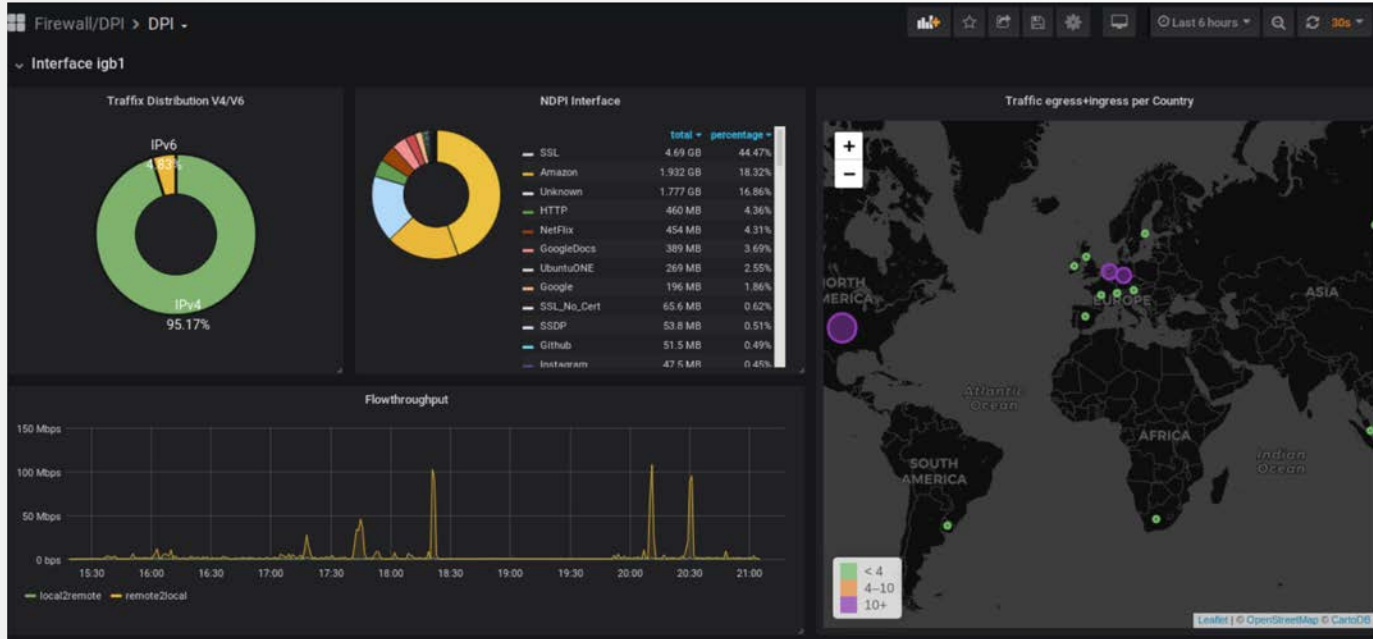 Firewall/DPI > DPI
Last 6 hours
30s
Interface igb1
Traffix Distribution V4/V6
IPv6
4.83%
IPv4
95.17%
NDPI Interface
total percentage
SSL 4.69 GB 44.47%
Amazon 1.932 GB 18.32%
Unknown 1.777 GB 16.86%
HTTP 460 MB 4.36%
NetFlix 454 MB 4.31%
GoogleDocs 389 MB 3.69%
UbuntuONE 269 MB 2.55%
Google 196 MB 1.86%
SSL_No_Cert 65.6 MB 0.62%
SSDP 53.8 MB 0.51%
Github 51.5 MB 0.49%
Instagram 47.5 MB 0.45%
Traffic egress+ingress per Country
+
−
NORTH
AMERICA
EUROPE
ASIA
Atlantic
Ocean
AFRICA
Indian
Ocean
SOUTH
AMERICA
< 4
4–10
10+
Leaflet | © OpenStreetMap © CartoDB
Flowthroughput
150 Mbps
100 Mbps
50 Mbps
0 bps
15:30 16:00 16:30 17:00 17:30 18:00 18:30 19:00 19:30 20:00 20:30 21:00
local2remote remote2local